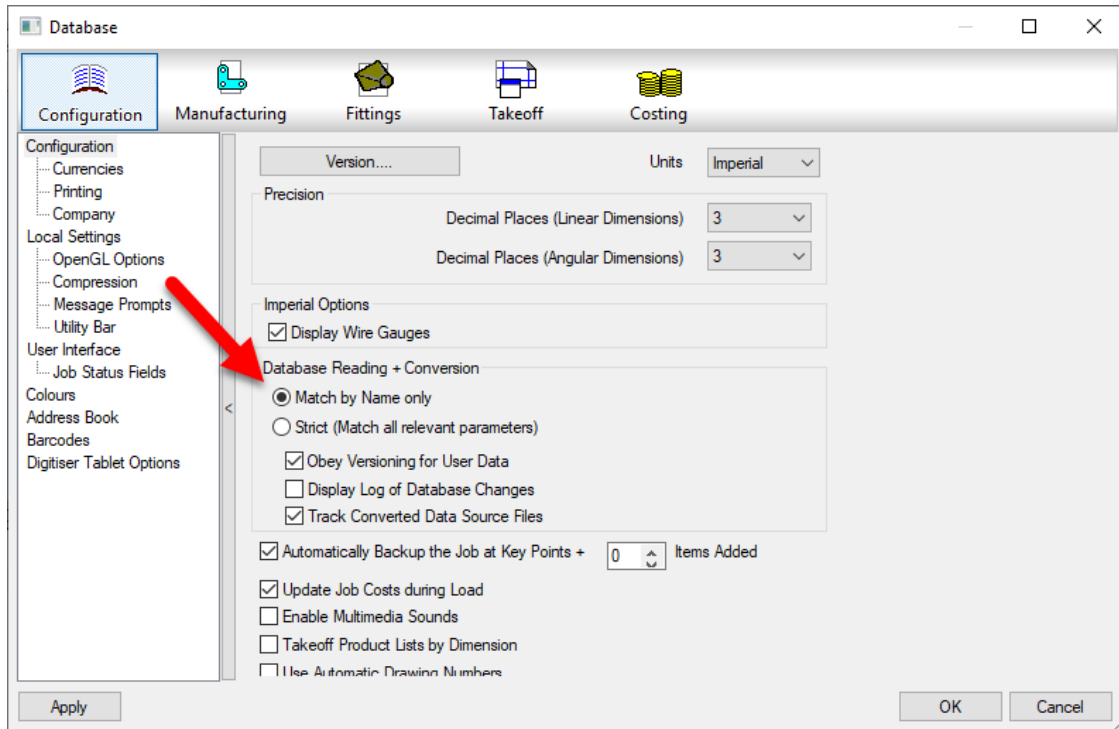 Database
Configuration
Manufacturing
Fittings
Takeoff
Costing
Configuration
Currencies
Printing
Company
Local Settings
OpenGL Options
Compression
Message Prompts
Utility Bar
User Interface
Job Status Fields
Colours
Address Book
Barcodes
Digitiser Tablet Options
<
Version....
Units Imperial
Precision
Decimal Places (Linear Dimensions) 3
Decimal Places (Angular Dimensions) 3
Imperial Options
Display Wire Gauges
Database Reading + Conversion
Match by Name only
Strict (Match all relevant parameters)
Obey Versioning for User Data
Display Log of Database Changes
Track Converted Data Source Files
Automatically Backup the Job at Key Points + 0 Items Added
Update Job Costs during Load
Enable Multimedia Sounds
Takeoff Product Lists by Dimension
Use Automatic Drawing Numbers
Apply
OK
Cancel